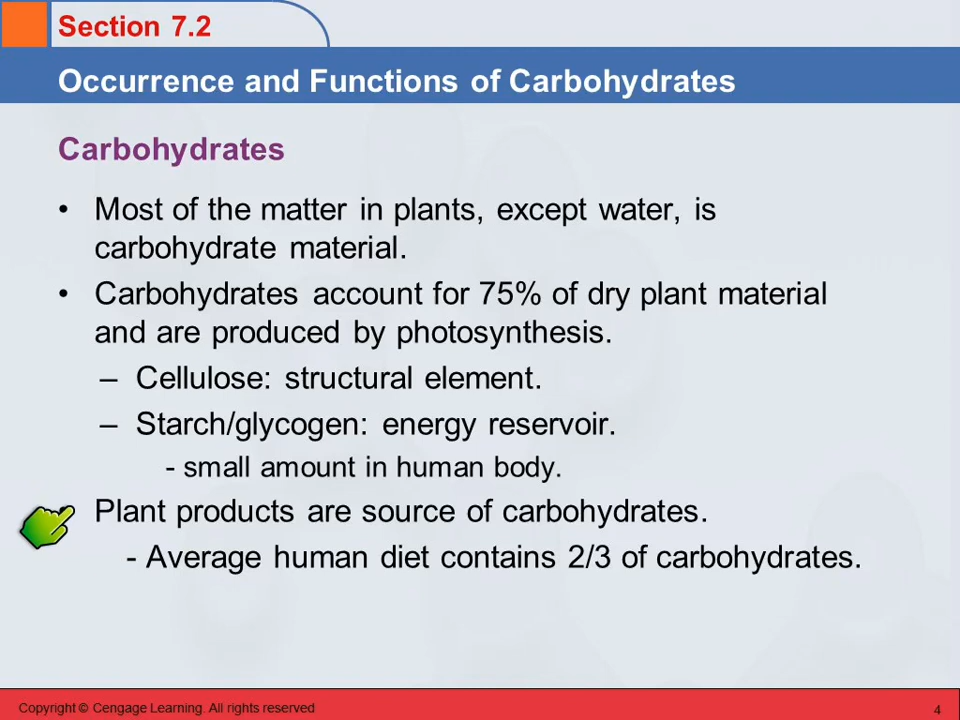 Section 7.2
Occurrence and Functions of Carbohydrates
Carbohydrates
• Most of the matter in plants, except water, is
carbohydrate material.
• Carbohydrates account for 75% of dry plant material
and are produced by photosynthesis.
– Cellulose: structural element.
– Starch/glycogen: energy reservoir.
- small amount in human body.
Plant products are source of carbohydrates.
- Average human diet contains 2/3 of carbohydrates.
Copyright © Cengage Learning. All rights reserved
4